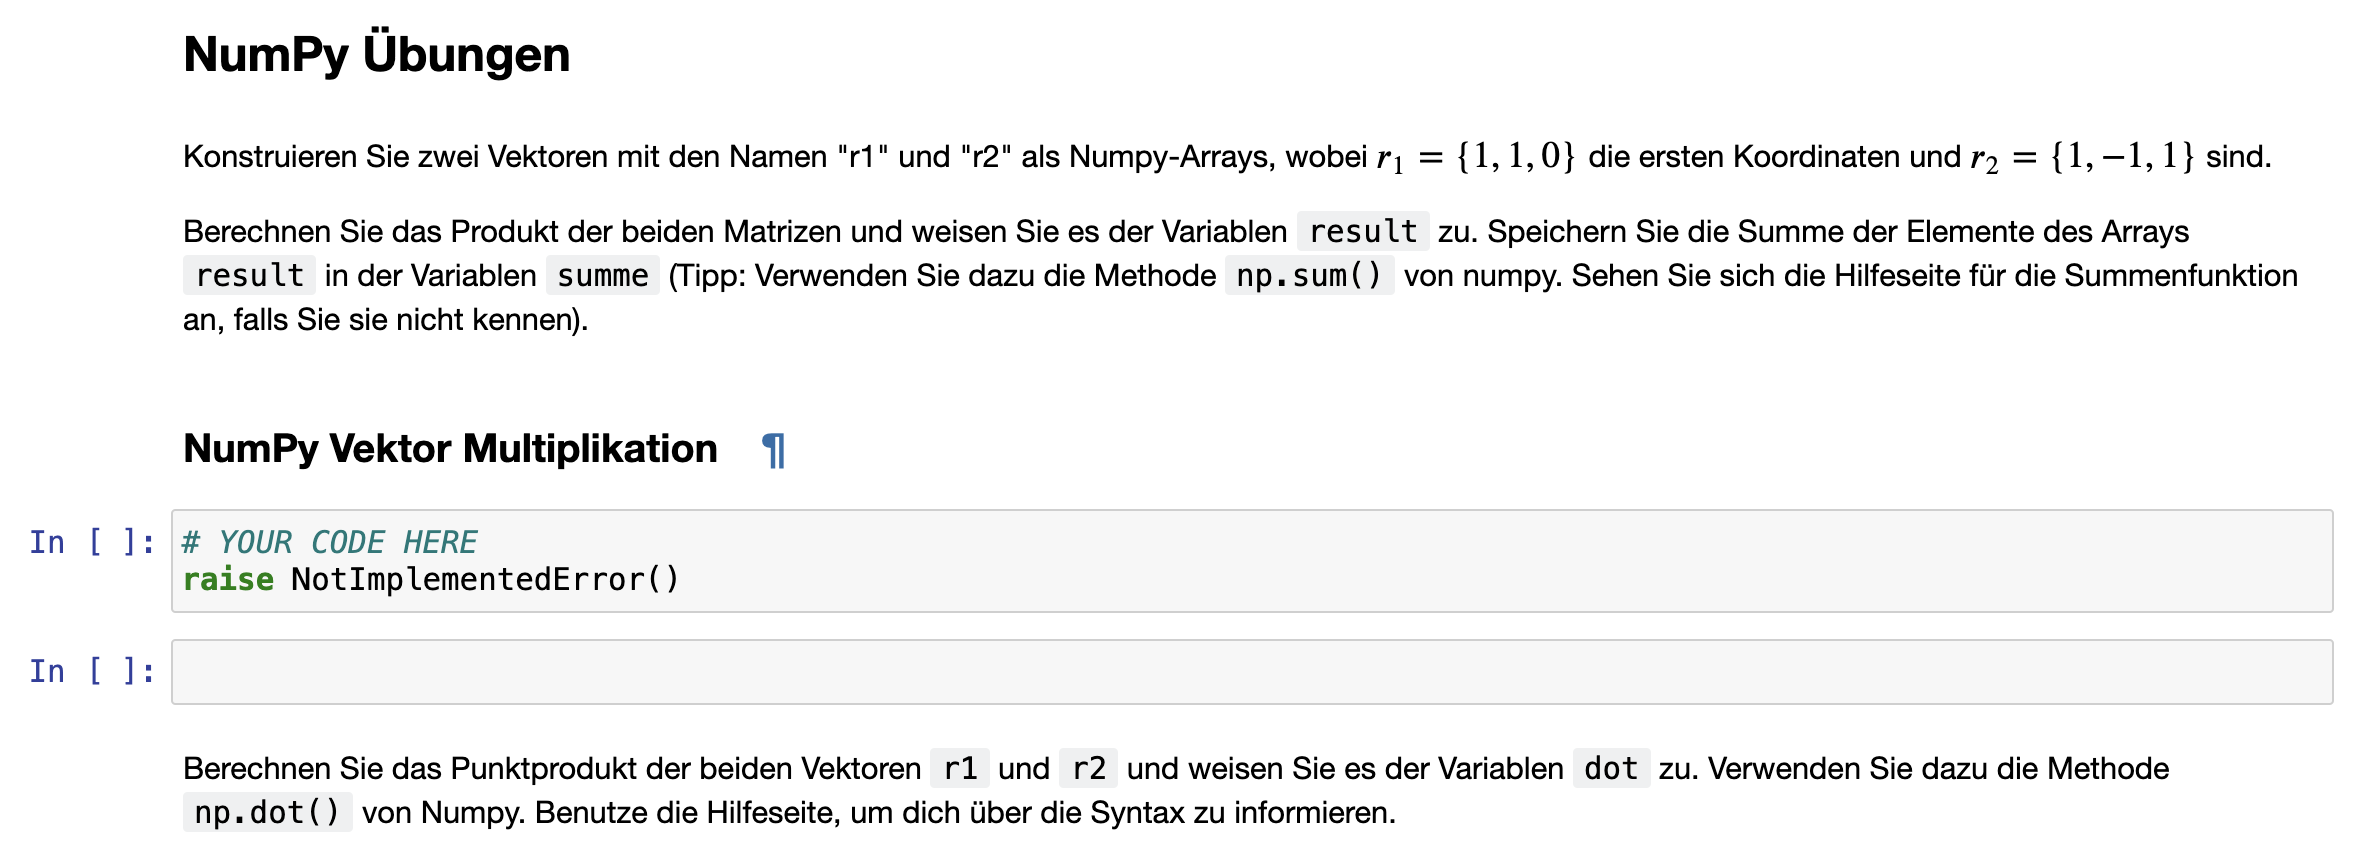 NumPy Übungen
Konstruieren Sie zwei Vektoren mit den Namen "r1" und "r2" als Numpy-Arrays, wobei r₁ = {1, 1, 0} die ersten Koordinaten und r₂ = {1, −1, 1} sind.
Berechnen Sie das Produkt der beiden Matrizen und weisen Sie es der Variablen result zu. Speichern Sie die Summe der Elemente des Arrays
result in der Variablen summe (Tipp: Verwenden Sie dazu die Methode np.sum() von numpy. Sehen Sie sich die Hilfeseite für die Summenfunktion
an, falls Sie sie nicht kennen).
NumPy Vektor Multiplikation ¶
In [ ]: # YOUR CODE HERE
raise NotImplementedError()
In [ ]:
Berechnen Sie das Punktprodukt der beiden Vektoren r1 und r2 und weisen Sie es der Variablen dot zu. Verwenden Sie dazu die Methode
np.dot() von Numpy. Benutze die Hilfeseite, um dich über die Syntax zu informieren.